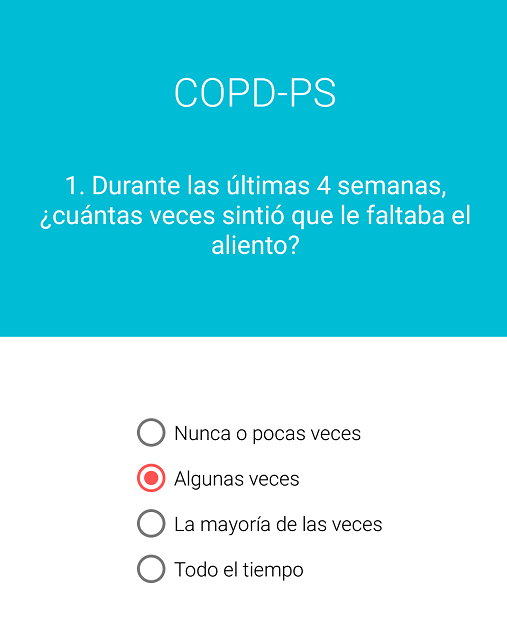 COPD-PS
1. Durante las últimas 4 semanas,
¿cuántas veces sintió que le faltaba el
aliento?
Nunca o pocas veces
Algunas veces
La mayoría de las veces
Todo el tiempo